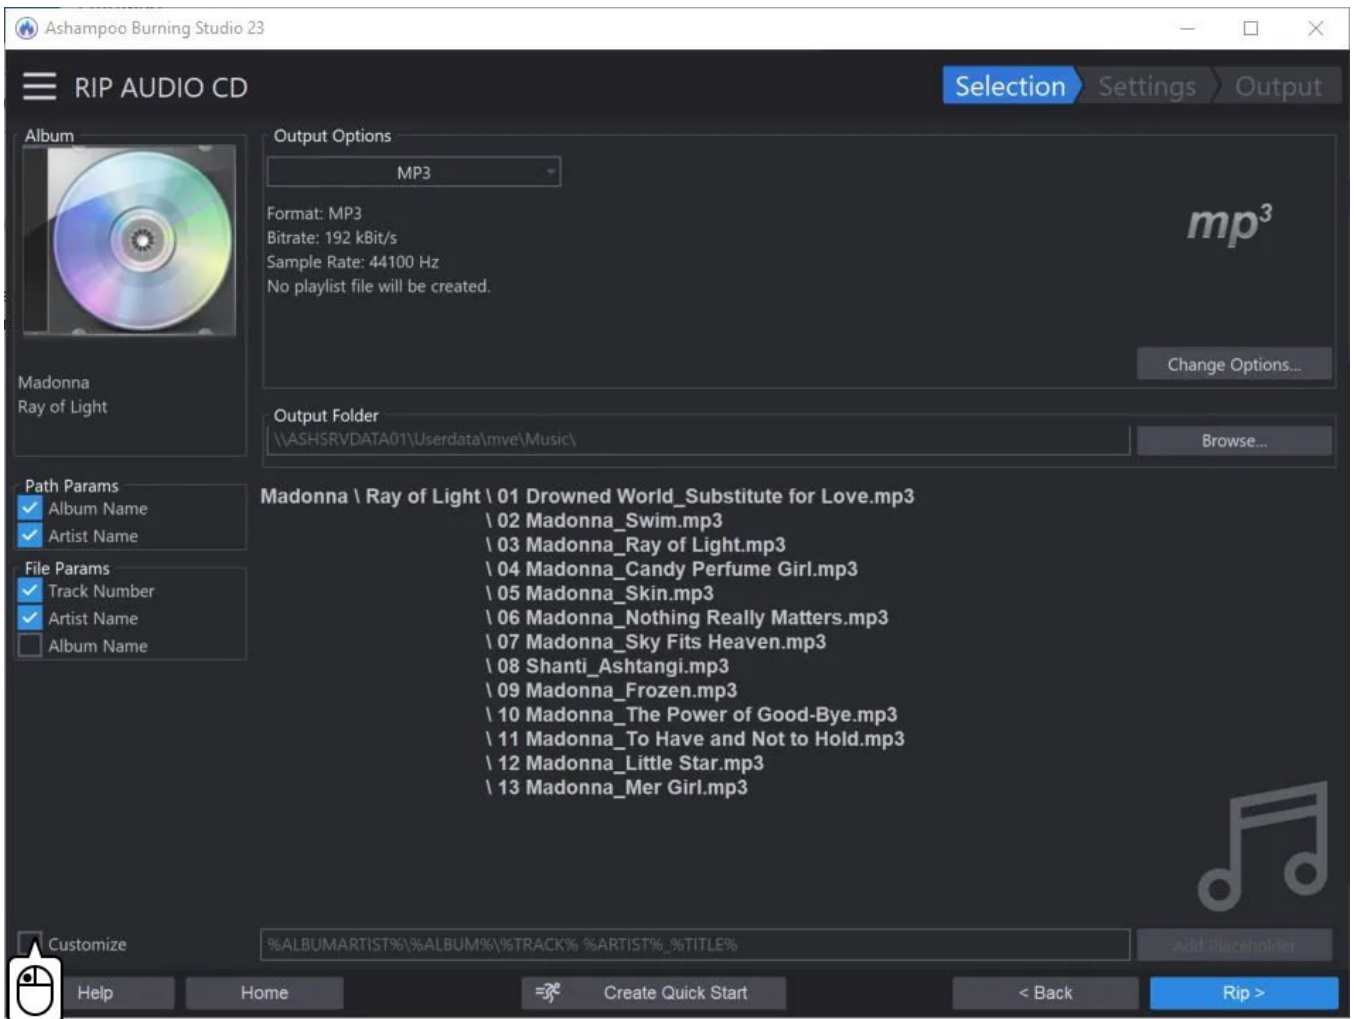 Ashampoo Burning Studio 23
RIP AUDIO CD
Selection
Settings
Output
Album
Madonna
Ray of Light
Output Options
MP3
Format: MP3
Bitrate: 192 kBit/s
Sample Rate: 44100 Hz
No playlist file will be created.
mp3
Change Options...
Output Folder
\\ASHSRVDATA01\Userdata\mve\Music\
Browse...
Path Params
Album Name
Artist Name
File Params
Track Number
Artist Name
Album Name
Madonna \ Ray of Light \ 01 Drowned World_Substitute for Love.mp3
\ 02 Madonna_Swim.mp3
\ 03 Madonna_Ray of Light.mp3
\ 04 Madonna_Candy Perfume Girl.mp3
\ 05 Madonna_Skin.mp3
\ 06 Madonna_Nothing Really Matters.mp3
\ 07 Madonna_Sky Fits Heaven.mp3
\ 08 Shanti_Ashtangi.mp3
\ 09 Madonna_Frozen.mp3
\ 10 Madonna_The Power of Good-Bye.mp3
\ 11 Madonna_To Have and Not to Hold.mp3
\ 12 Madonna_Little Star.mp3
\ 13 Madonna_Mer Girl.mp3
Customize
%ALBUMARTIST%\%ALBUM%\%TRACK% %ARTIST%_%TITLE%
Add Placeholder
Help
Home
Create Quick Start
< Back
Rip >